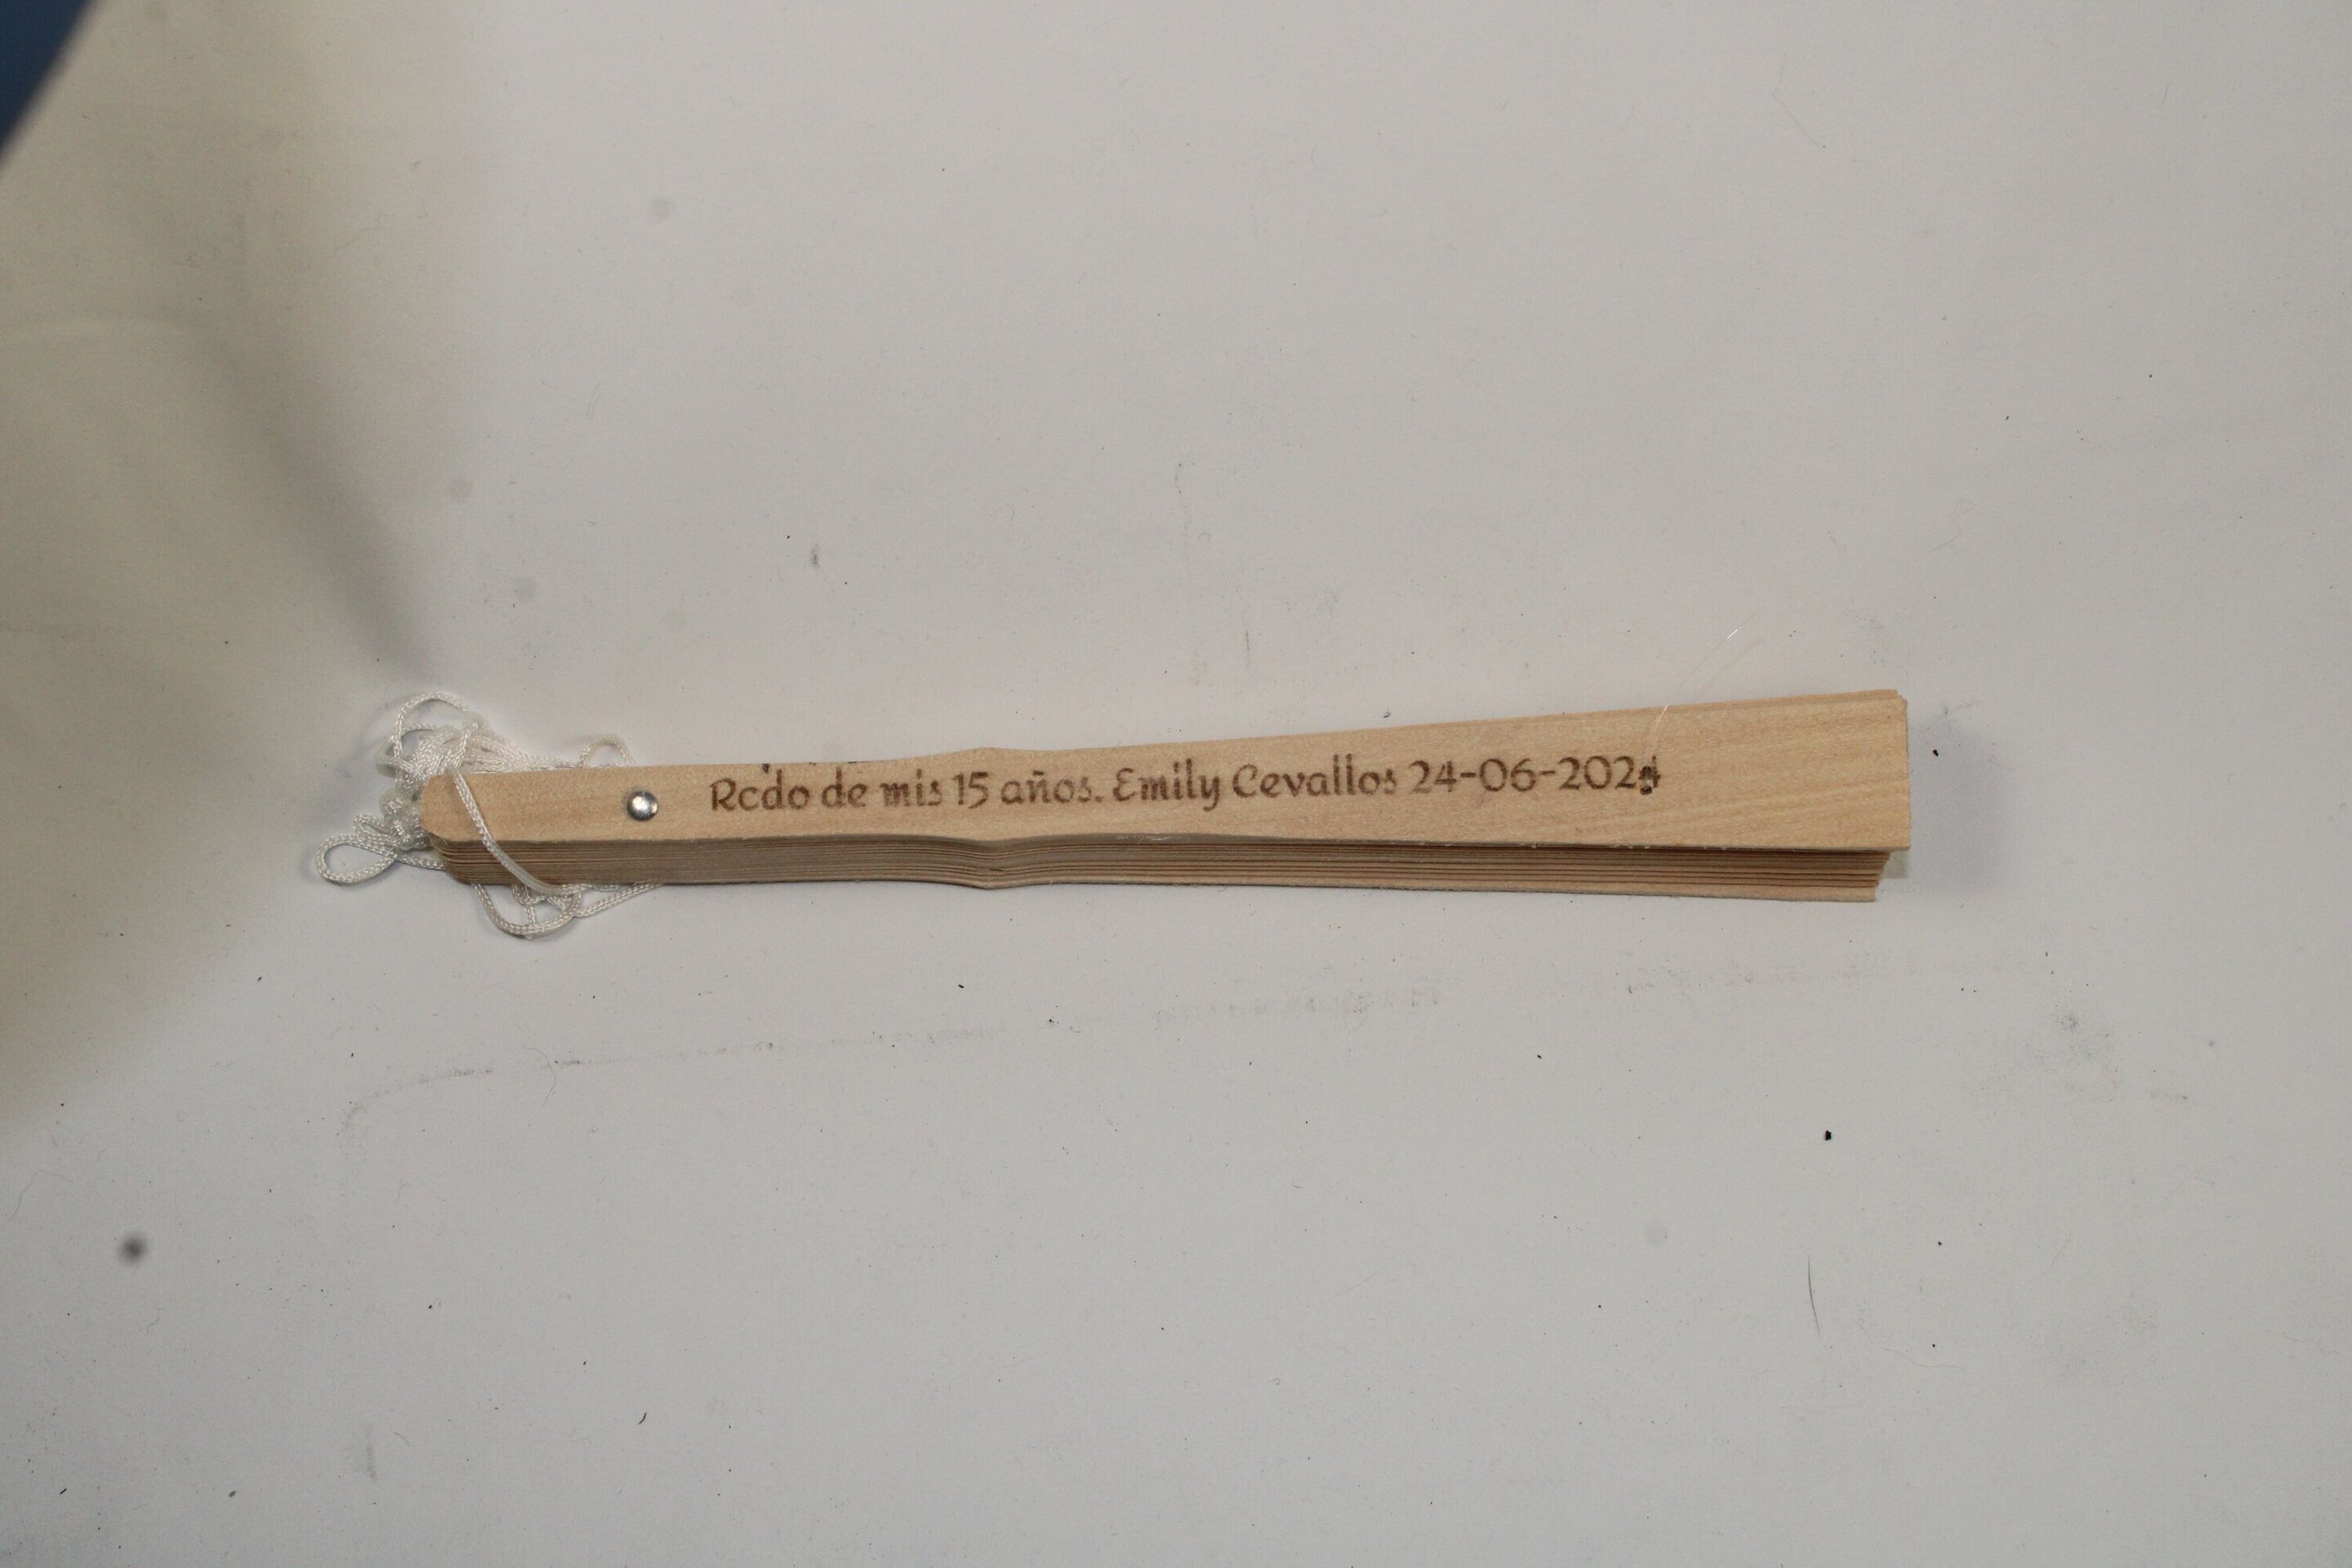 Rcdo de mis 15 años. Emily Cevallos 24-06-2024